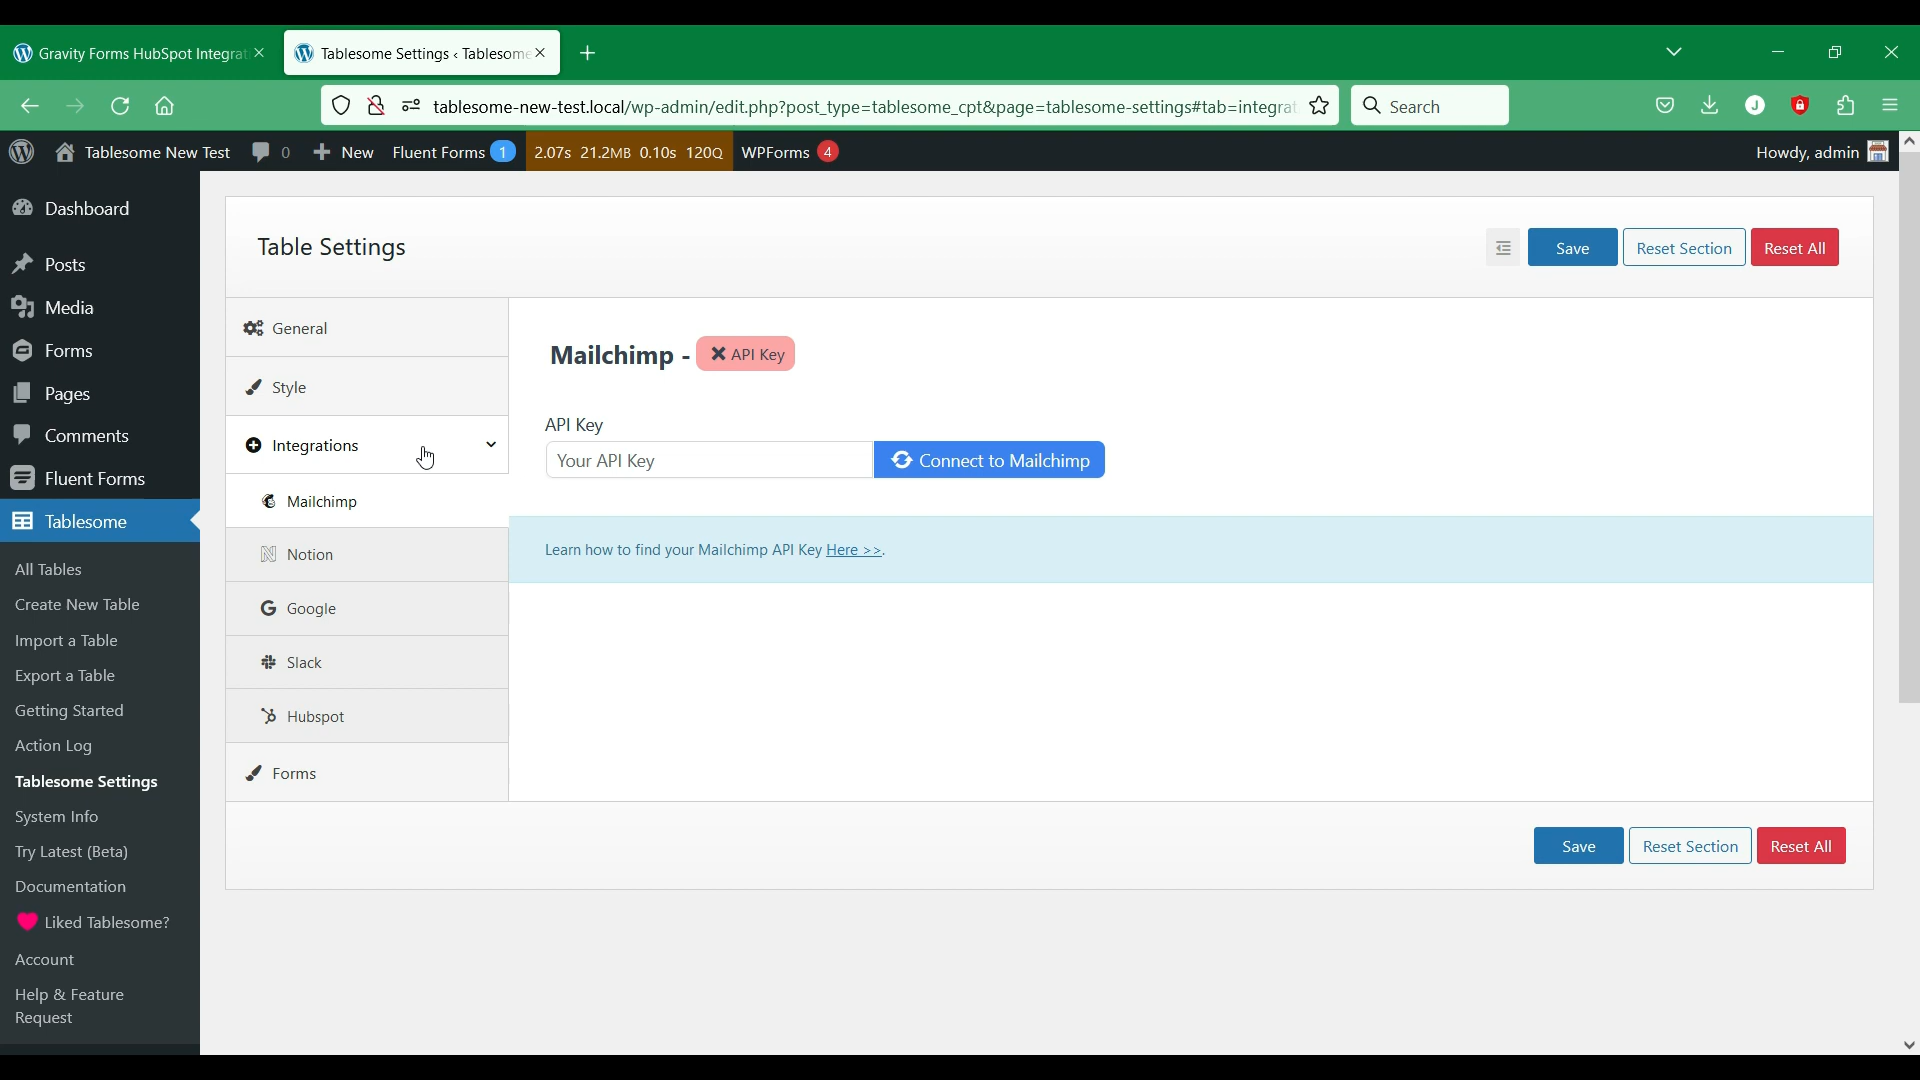 Gravity Forms HubSpot Integrat
Tablesome Settings ‹ Tablesome
tablesome-new-test.local/wp-admin/edit.php?post_type=tablesome_cpt&page=tablesome-settings#tab=integrat
Search
Tablesome New Test
0
New
Fluent Forms 1
2.07s 21.2MB 0.10s 120Q
WPForms 4
Howdy, admin
Dashboard
Posts
Media
Forms
Pages
Comments
Fluent Forms
Tablesome
All Tables
Create New Table
Import a Table
Export a Table
Getting Started
Action Log
Tablesome Settings
System Info
Try Latest (Beta)
Documentation
Liked Tablesome?
Account
Help & Feature
Request
Table Settings
Save
Reset Section
Reset All
General
Style
Integrations
Mailchimp
Notion
Google
Slack
Hubspot
Forms
Mailchimp - API Key
API Key
Your API Key
Connect to Mailchimp
Learn how to find your Mailchimp API Key Here >>.
Save
Reset Section
Reset All